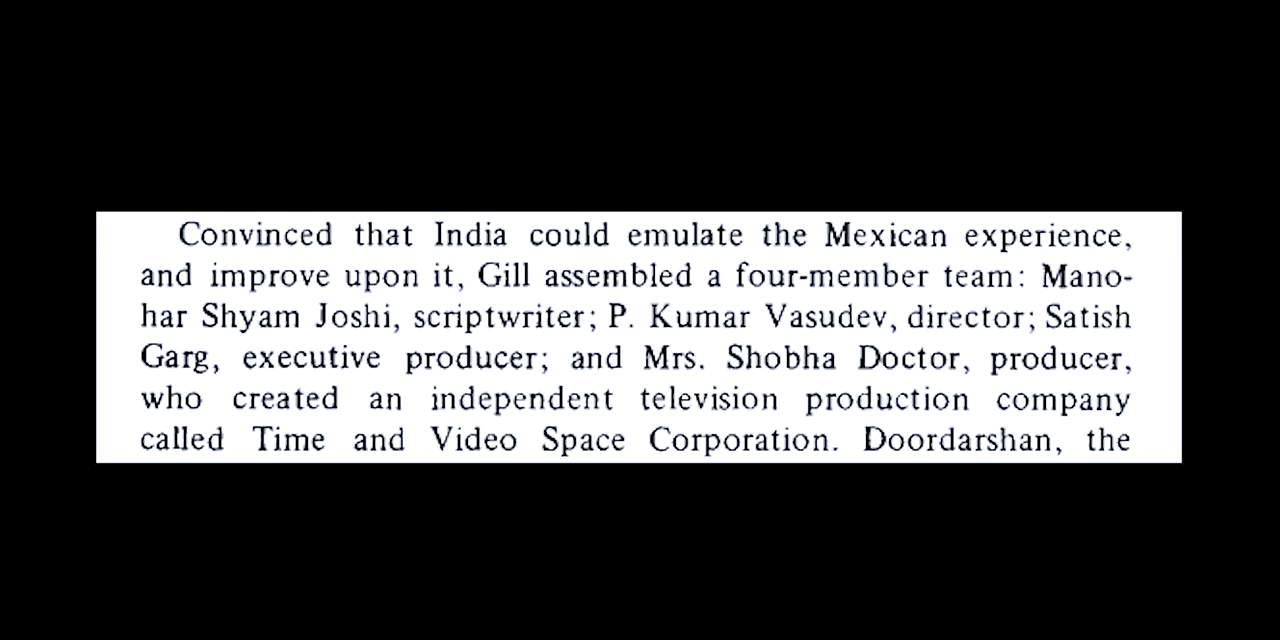 Convinced that India could emulate the Mexican experience,
and improve upon it, Gill assembled a four-member team: Mano-
har Shyam Joshi, scriptwriter; P. Kumar Vasudev, director; Satish
Garg, executive producer; and Mrs. Shobha Doctor, producer,
who created an independent television production company
called Time and Video Space Corporation. Doordarshan, the